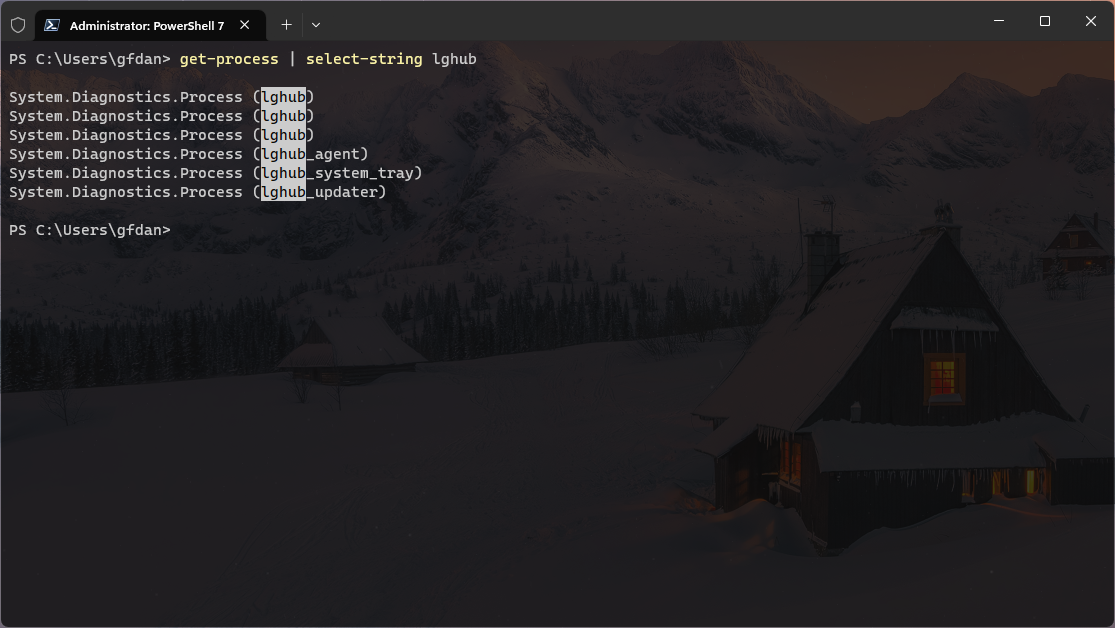 Administrator: PowerShell 7
PS C:\Users\gfdan> get-process | select-string lghub
System.Diagnostics.Process (lghub)
System.Diagnostics.Process (lghub)
System.Diagnostics.Process (lghub)
System.Diagnostics.Process (lghub_agent)
System.Diagnostics.Process (lghub_system_tray)
System.Diagnostics.Process (lghub_updater)
PS C:\Users\gfdan>